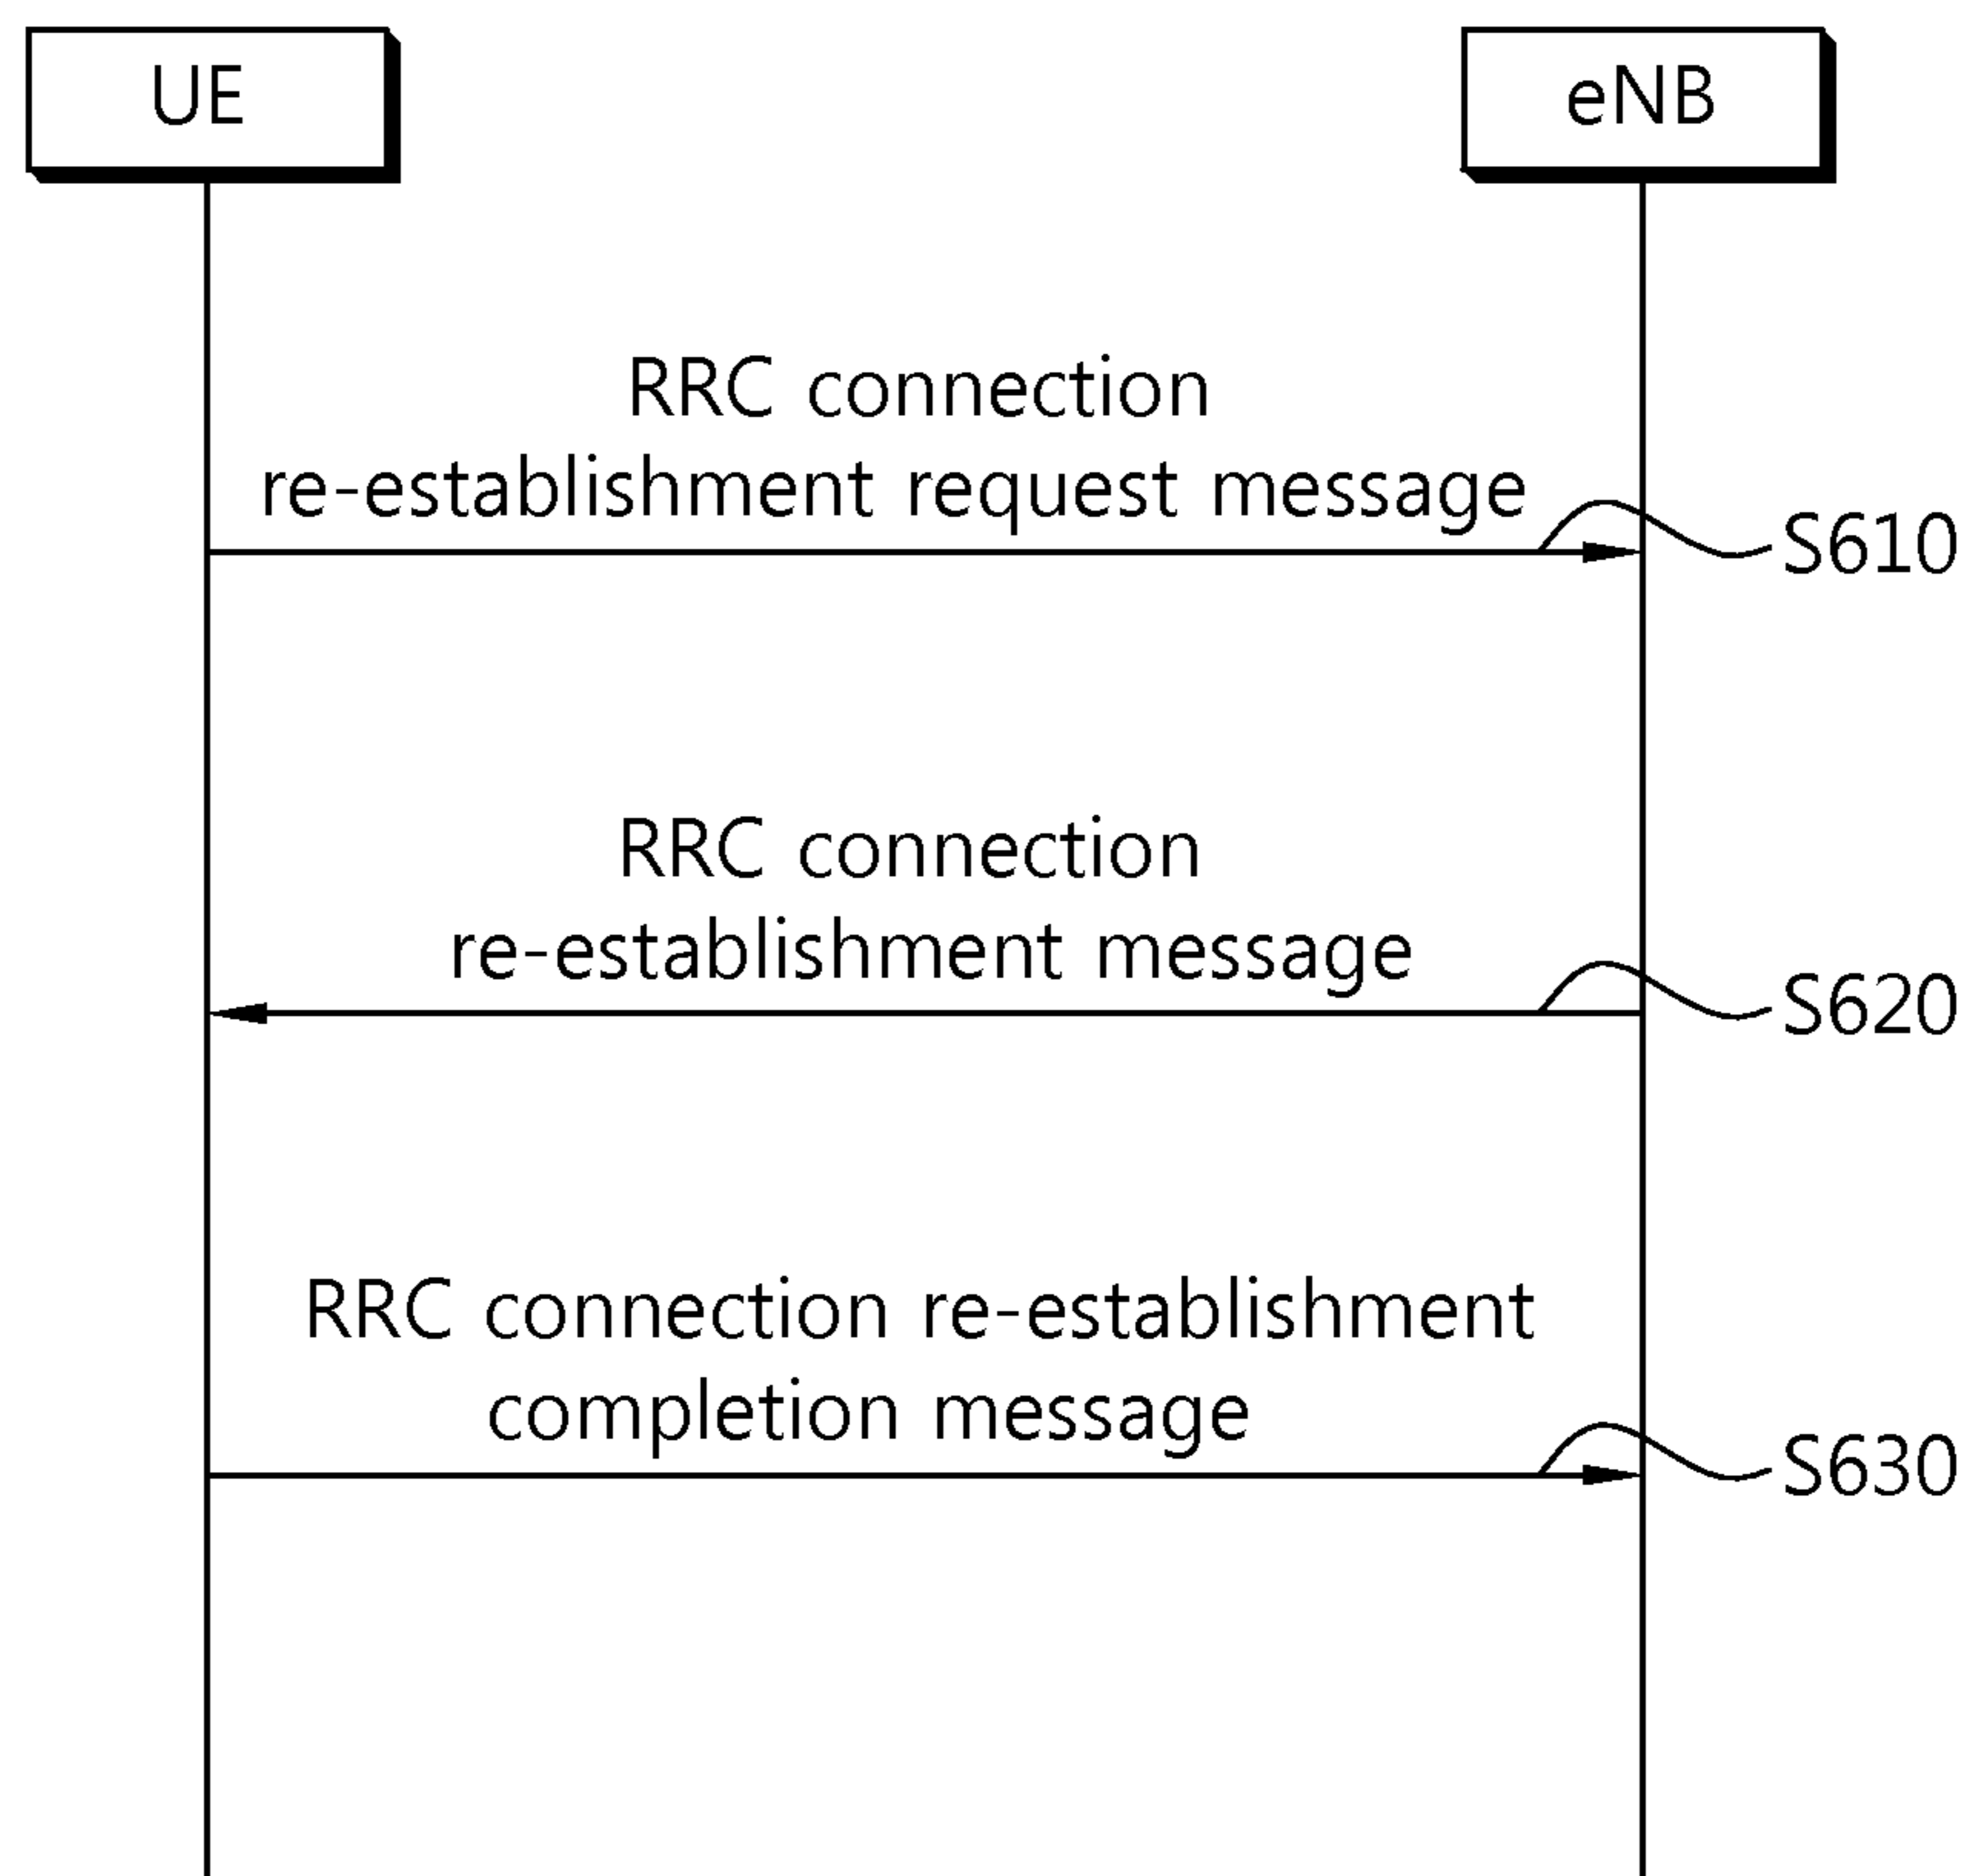 UE
eNB
RRC connection
re-establishment request message
S610
RRC connection
re-establishment message
S620
RRC connection re-establishment
completion message
S630